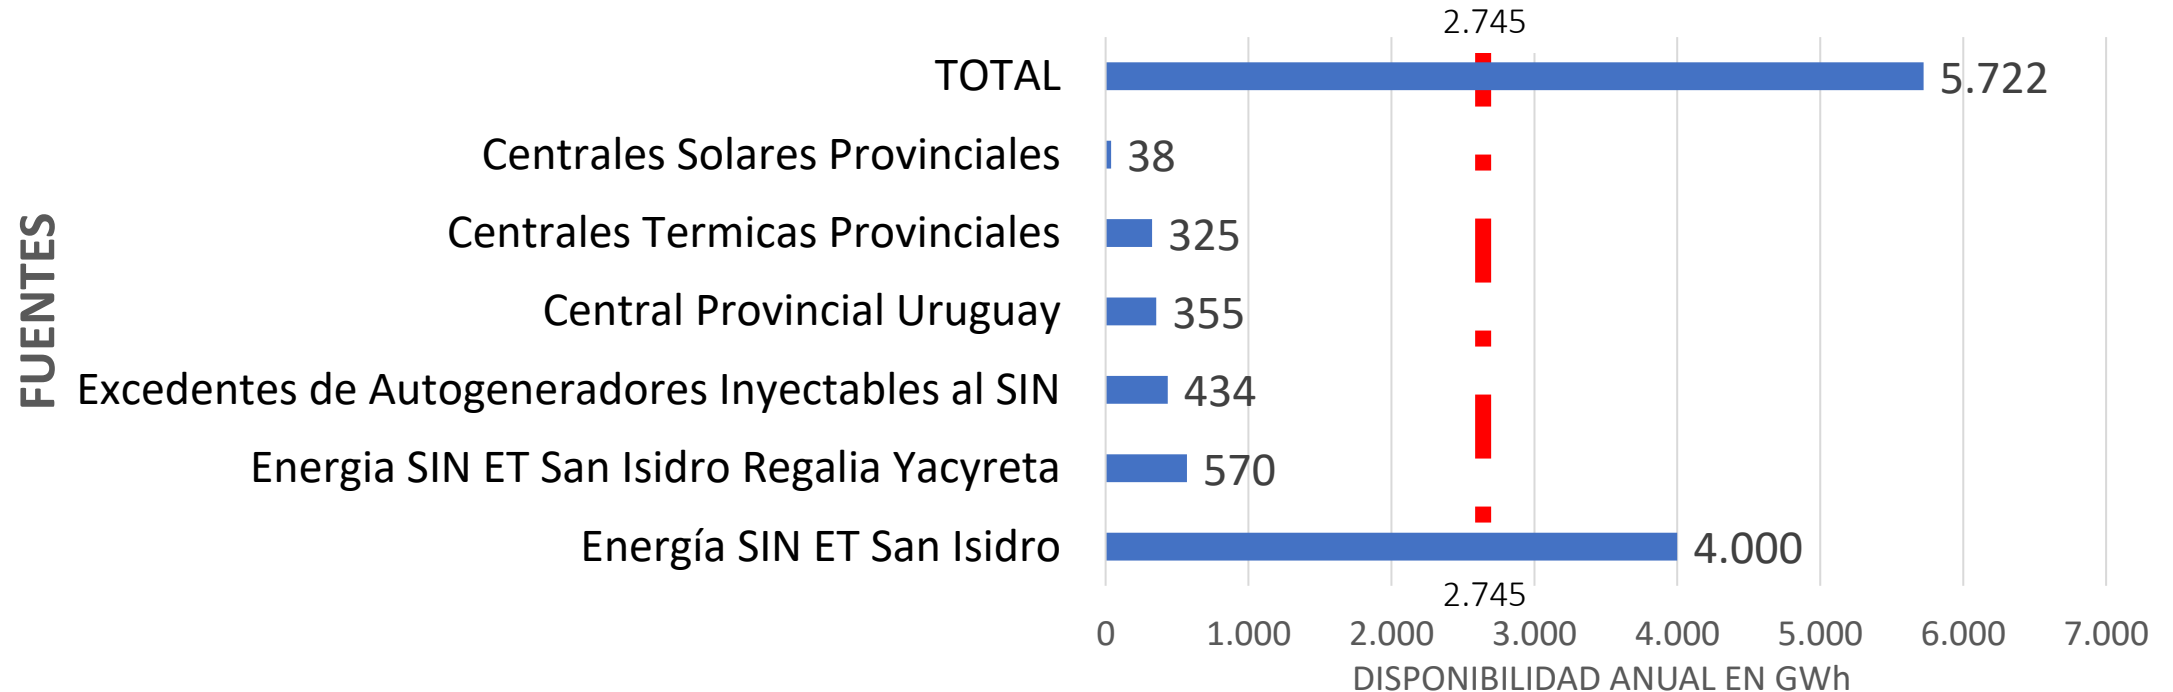 2.745
TOTAL
5.722
Centrales Solares Provinciales
38
Centrales Termicas Provinciales
325
Central Provincial Uruguay
355
Excedentes de Autogeneradores Inyectables al SIN
434
Energia SIN ET San Isidro Regalia Yacyreta
570
Energía SIN ET San Isidro
4.000
FUENTES
2.745
0 1.000 2.000 3.000 4.000 5.000 6.000 7.000
DISPONIBILIDAD ANUAL EN GWh